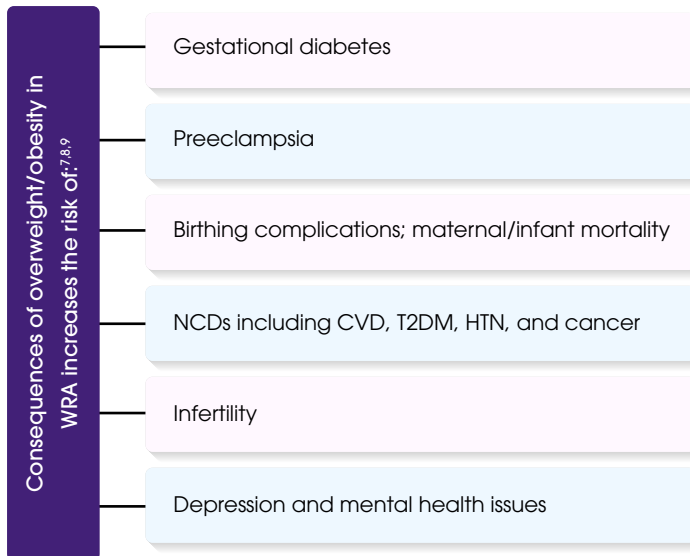 Consequences of overweight/obesity in
WRA increases the risk of:7,8,9
Gestational diabetes
Preeclampsia
Birthing complications; maternal/infant mortality
NCDs including CVD, T2DM, HTN, and cancer
Infertility
Depression and mental health issues